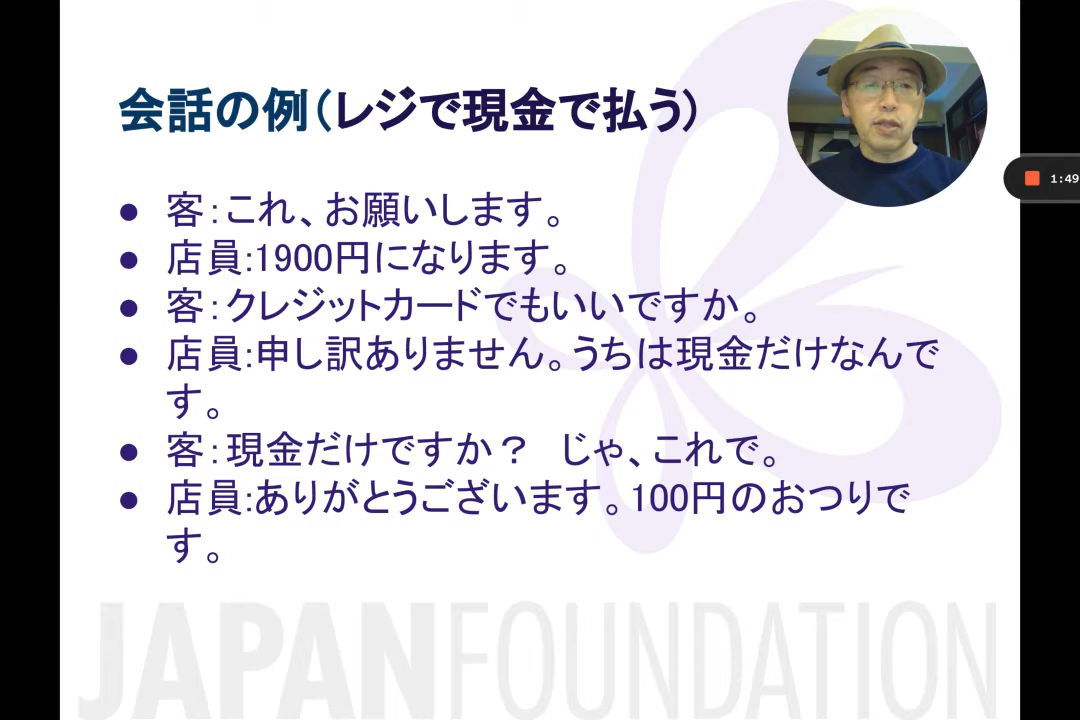 会話の例(レジで現金で払う)
● 客:これ、お願いします。
● 店員:1900円になります。
● 客:クレジットカードでもいいですか。
● 店員:申し訳ありません。うちは現金だけなんで
す。
● 客:現金だけですか? じゃ、これで。
● 店員:ありがとうございます。100円のおつりで
す。
1:49
JAPANFOUNDATION